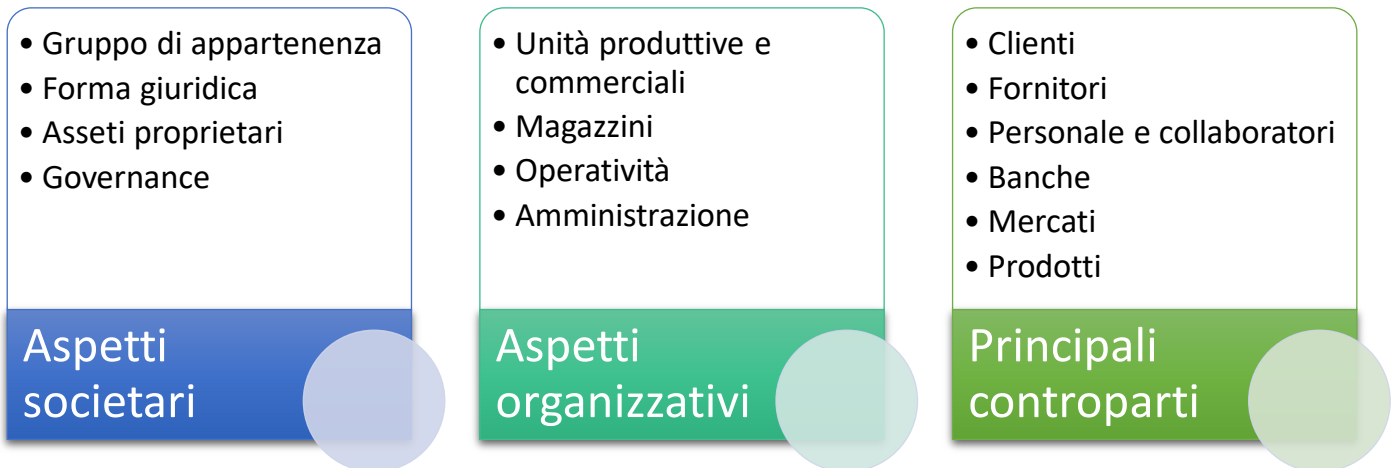 • Gruppo di appartenenza
• Forma giuridica
• Asseti proprietari
• Governance
Aspetti
societari
• Unità produttive e
commerciali
• Magazzini
• Operatività
• Amministrazione
Aspetti
organizzativi
• Clienti
• Fornitori
• Personale e collaboratori
• Banche
• Mercati
• Prodotti
Principali
controparti